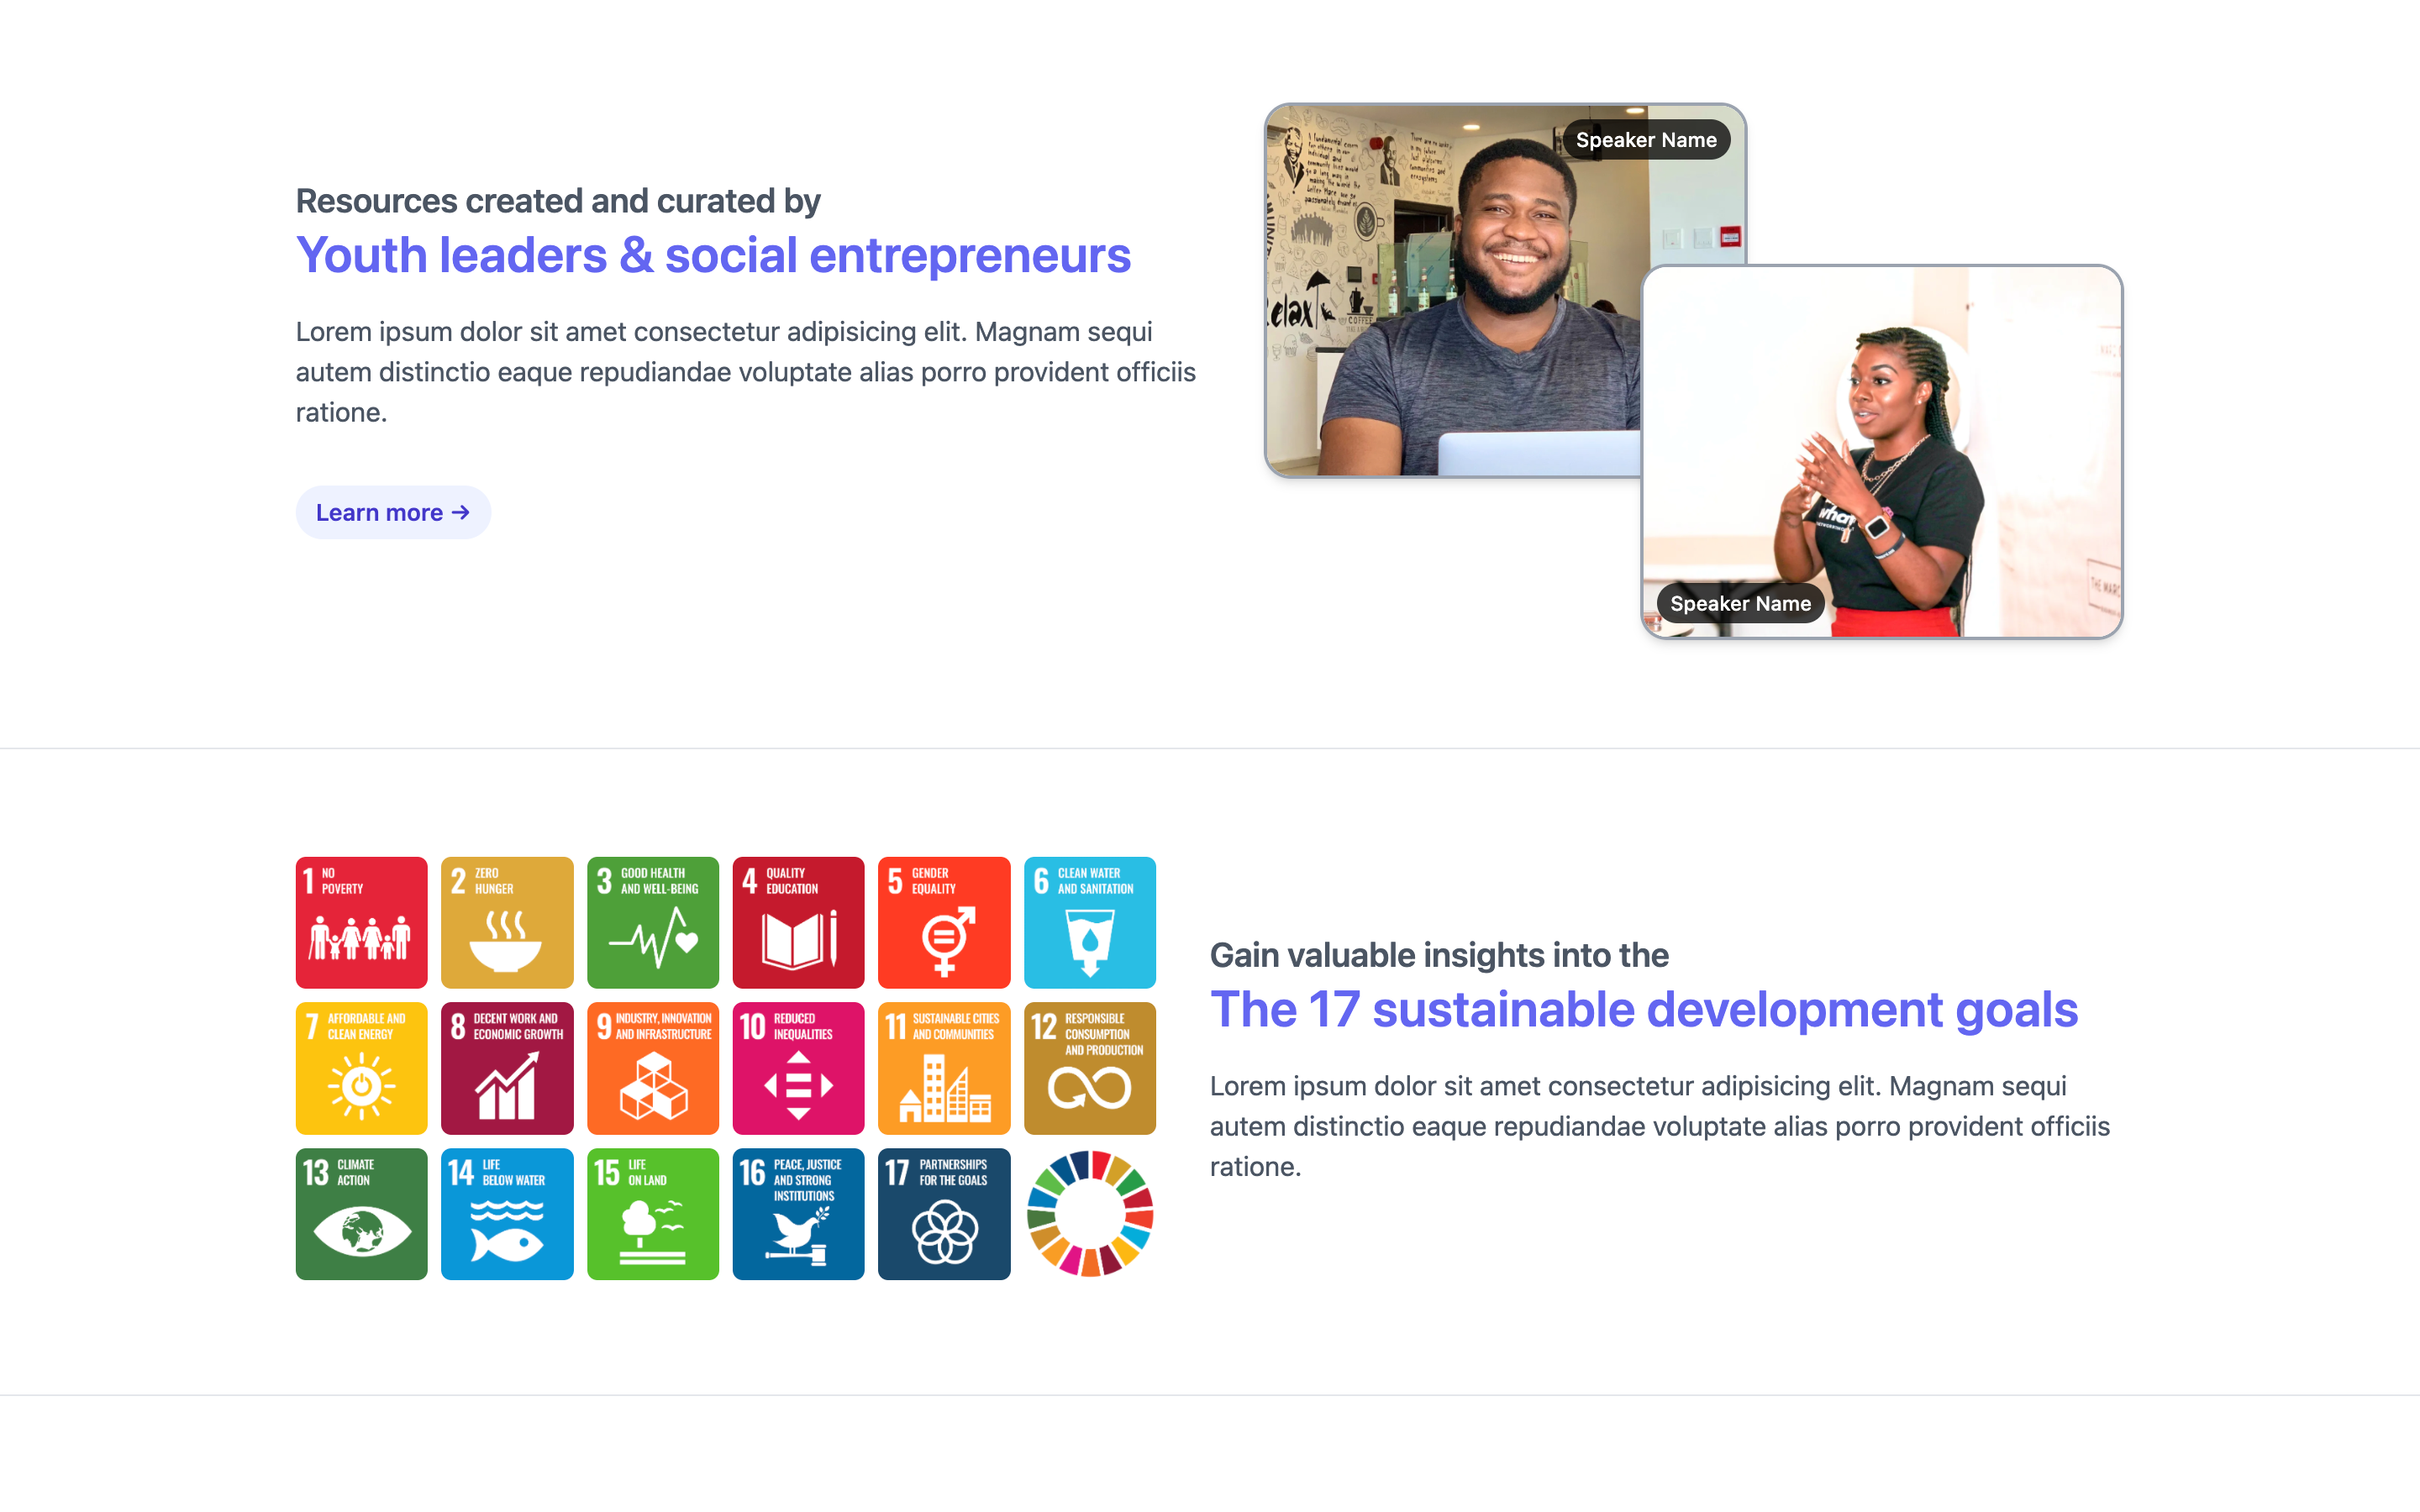 Resources created and curated by
Youth leaders & social entrepreneurs
Lorem ipsum dolor sit amet consectetur adipisicing elit. Magnam sequi
autem distinctio eaque repudiandae voluptate alias porro provident officiis
ratione.
Learn more →
Speaker Name
elax
COFFEE
what
Speaker Name
1 NO
POVERTY
2 ZERO
HUNGER
3 GOOD HEALTH
AND WELL-BEING
4 QUALITY
EDUCATION
5 GENDER
EQUALITY
6 CLEAN WATER
AND SANITATION
7 AFFORDABLE AND
CLEAN ENERGY
8 DECENT WORK AND
ECONOMIC GROWTH
9 INDUSTRY, INNOVATION
AND INFRASTRUCTURE
10 REDUCED
INEQUALITIES
11 SUSTAINABLE CITIES
AND COMMUNITIES
12 RESPONSIBLE
CONSUMPTION
AND PRODUCTION
13 CLIMATE
ACTION
14 LIFE
BELOW WATER
15 LIFE
ON LAND
16 PEACE, JUSTICE
AND STRONG
INSTITUTIONS
17 PARTNERSHIPS
FOR THE GOALS
Gain valuable insights into the
The 17 sustainable development goals
Lorem ipsum dolor sit amet consectetur adipisicing elit. Magnam sequi
autem distinctio eaque repudiandae voluptate alias porro provident officiis
ratione.